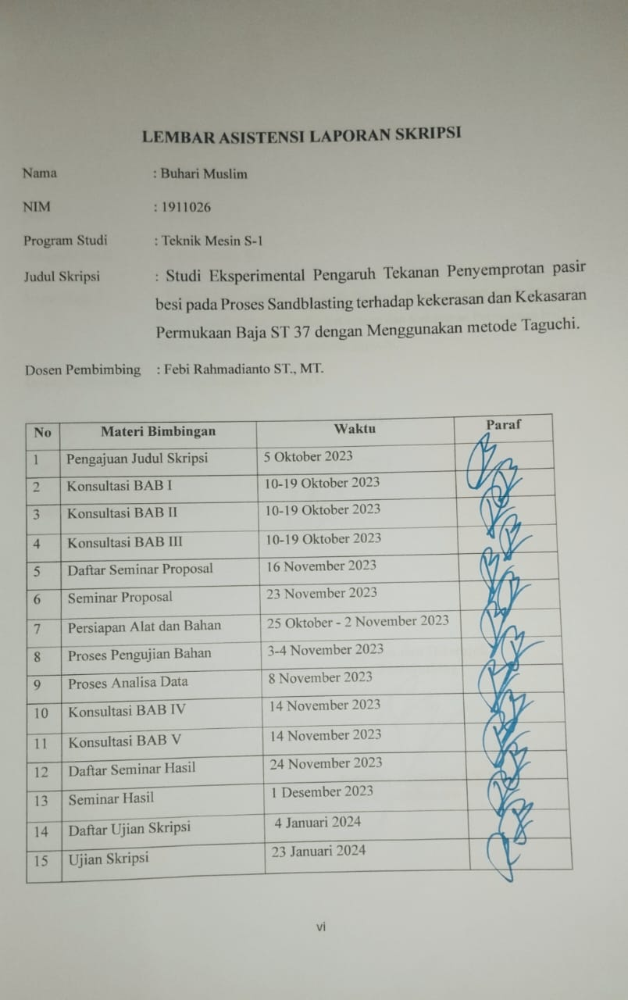 LEMBAR ASISTENSI LAPORAN SKRIPSI
Nama : Buhari Muslim
NIM : 1911026
Program Studi : Teknik Mesin S-1
Judul Skripsi : Studi Eksperimental Pengaruh Tekanan Penyemprotan pasir
besi pada Proses Sandblasting terhadap kekerasan dan Kekasaran
Permukaan Baja ST 37 dengan Menggunakan metode Taguchi.
Dosen Pembimbing : Febi Rahmadianto ST., MT.
No Materi Bimbingan Waktu Paraf
1 Pengajuan Judul Skripsi 5 Oktober 2023
2 Konsultasi BAB I 10-19 Oktober 2023
3 Konsultasi BAB II 10-19 Oktober 2023
4 Konsultasi BAB III 10-19 Oktober 2023
5 Daftar Seminar Proposal 16 November 2023
6 Seminar Proposal 23 November 2023
7 Persiapan Alat dan Bahan 25 Oktober - 2 November 2023
8 Proses Pengujian Bahan 3-4 November 2023
9 Proses Analisa Data 8 November 2023
10 Konsultasi BAB IV 14 November 2023
11 Konsultasi BAB V 14 November 2023
12 Daftar Seminar Hasil 24 November 2023
13 Seminar Hasil 1 Desember 2023
14 Daftar Ujian Skripsi 4 Januari 2024
15 Ujian Skripsi 23 Januari 2024
vi